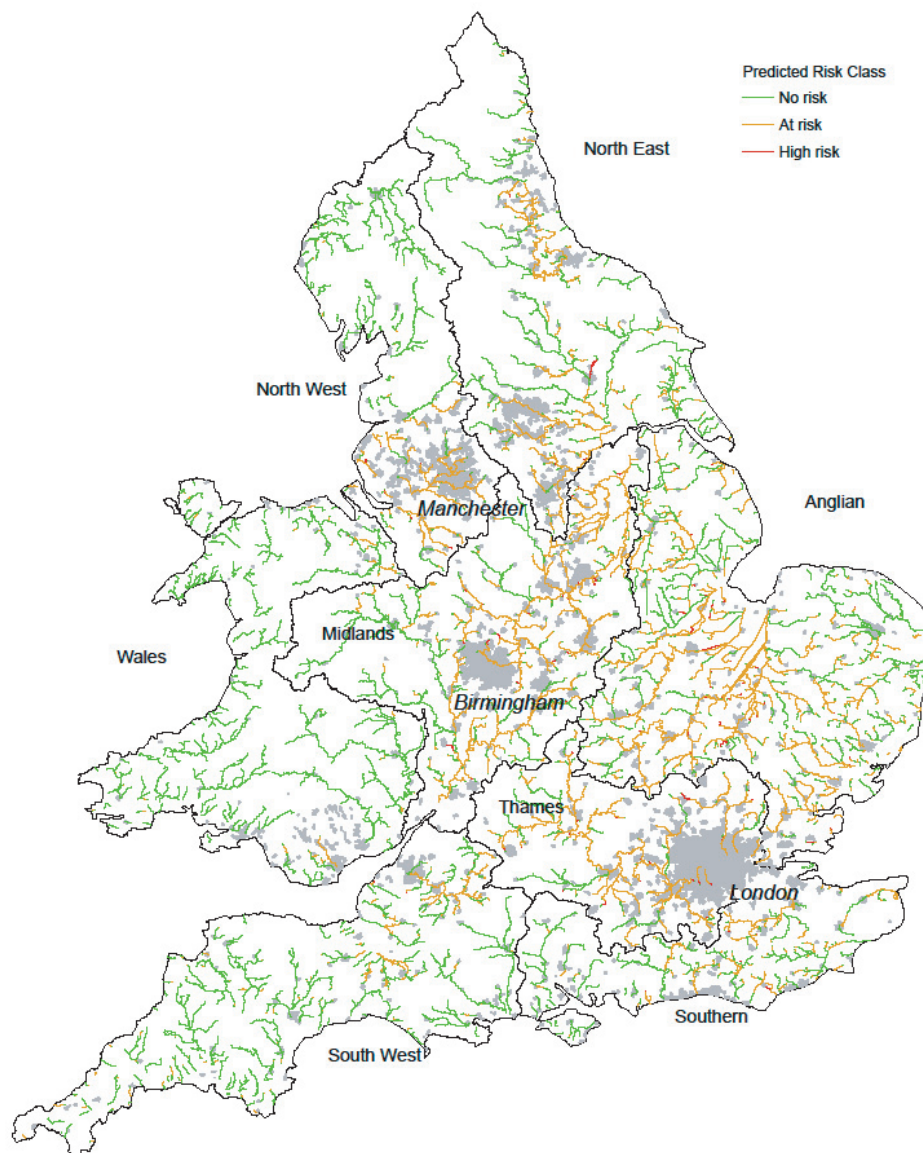 Predicted Risk Class
No risk
At risk
High risk
North East
North West
Manchester
Anglian
Midlands
Wales
Birmingham
Thames
London
Southern
South West